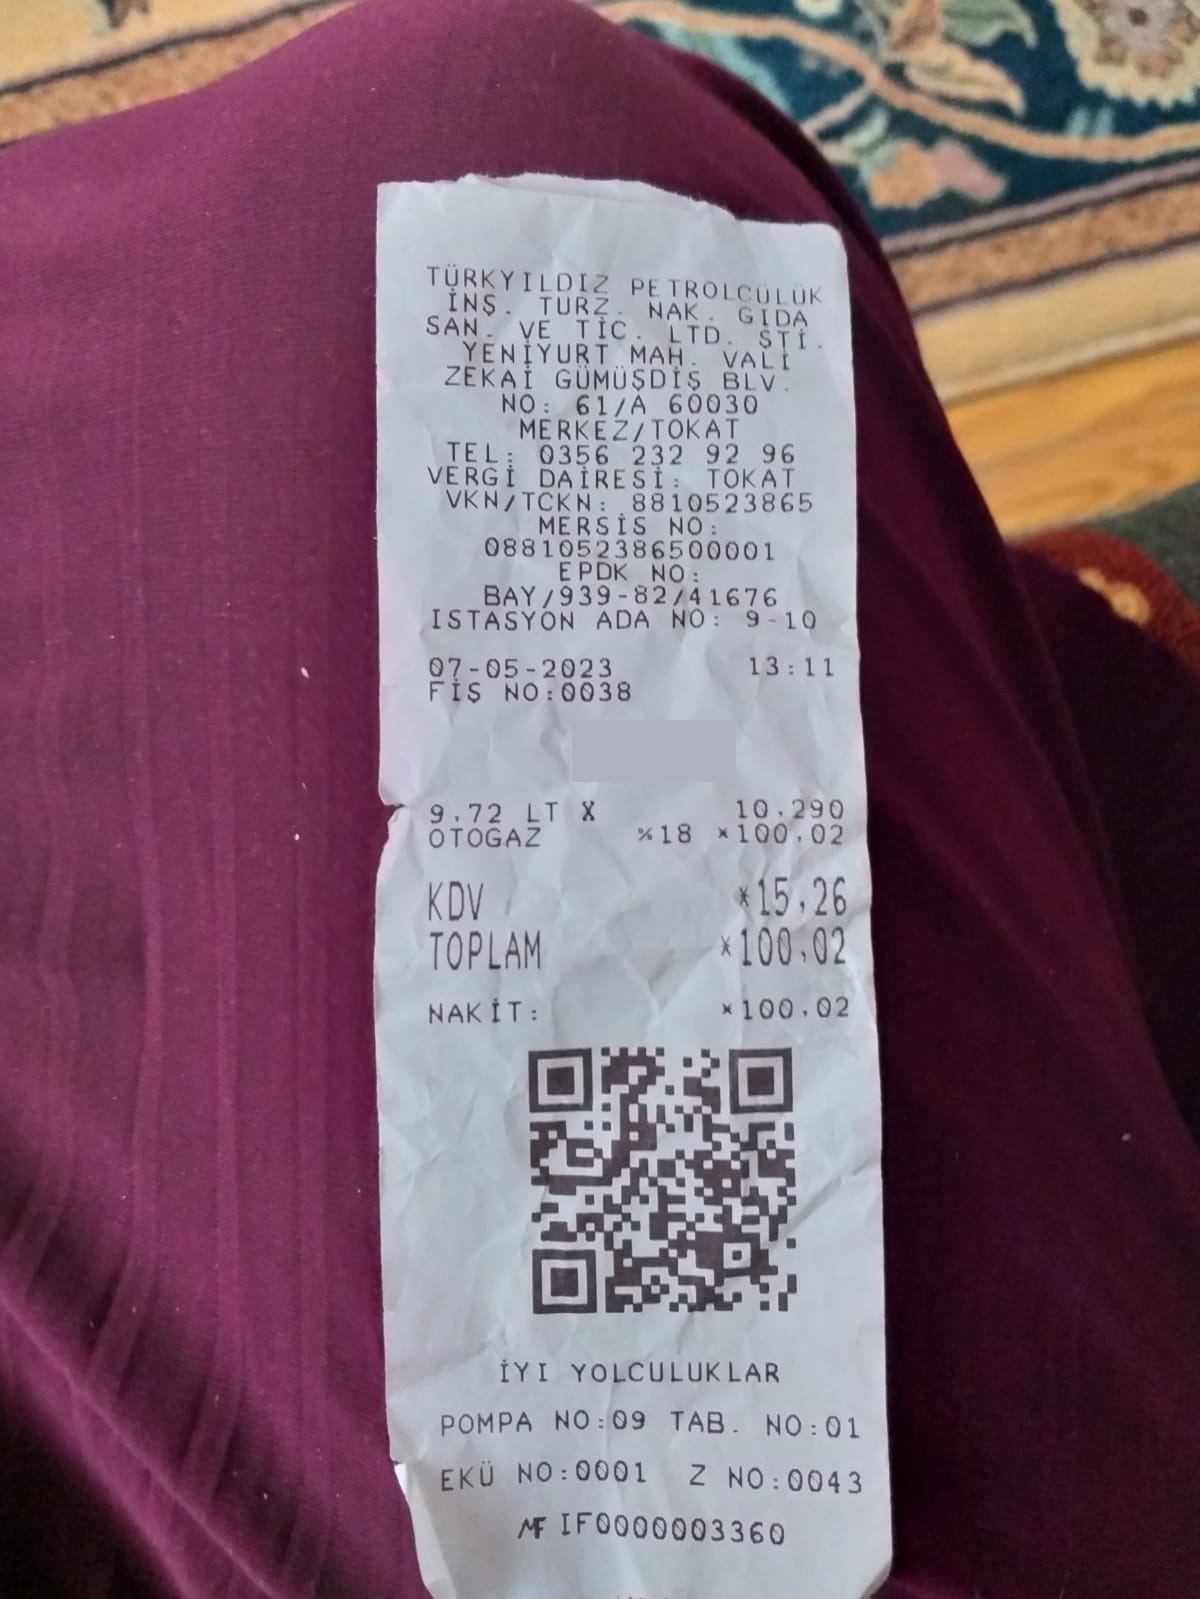 TÜRKYILDIZ PETROLCÜLÜK
İNŞ. TURZ. NAK. GIDA
SAN. VE TİC. LTD. ŞTİ.
YENİYURT MAH. VALİ
ZEKAİ GÜMÜŞDİŞ BLV.
NO: 61/A 60030
MERKEZ/TOKAT
TEL: 0356 232 92 96
VERGİ DAİRESİ: TOKAT
VKN/TCKN: 8810523865
MERSİS NO:
0881052386500001
EPDK NO:
BAY/939-82/41676
ISTASYON ADA NO: 9-10
07-05-2023 13:11
FİŞ NO:0038
9,72 LT X 10,290
OTOGAZ %18 *100,02
KDV *15,26
TOPLAM *100,02
NAKİT: *100,02
İYI YOLCULUKLAR
POMPA NO:09 TAB. NO:01
EKÜ NO:0001 Z NO:0043
MF IF0000003360